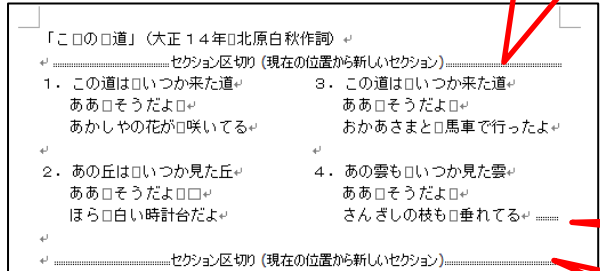 「こ□の□道」（大正１４年□北原白秋作詞）↵
↵セクション区切り (現在の位置から新しいセクション)
１．この道は□いつか来た道↵
ああ□そうだよ□↵
あかしやの花が□咲いてる↵
↵
２．あの丘は□いつか見た丘↵
ああ□そうだよ□□↵
ほら□白い時計台だよ↵
↵
３．この道は□いつか来た道↵
ああ□そうだよ□↵
おかあさまと□馬車で行ったよ↵
↵
４．あの雲も□いつか見た雲↵
ああ□そうだよ□↵
さんざしの枝も□垂れてる↵
↵セクション区切り (現在の位置から新しいセクション)